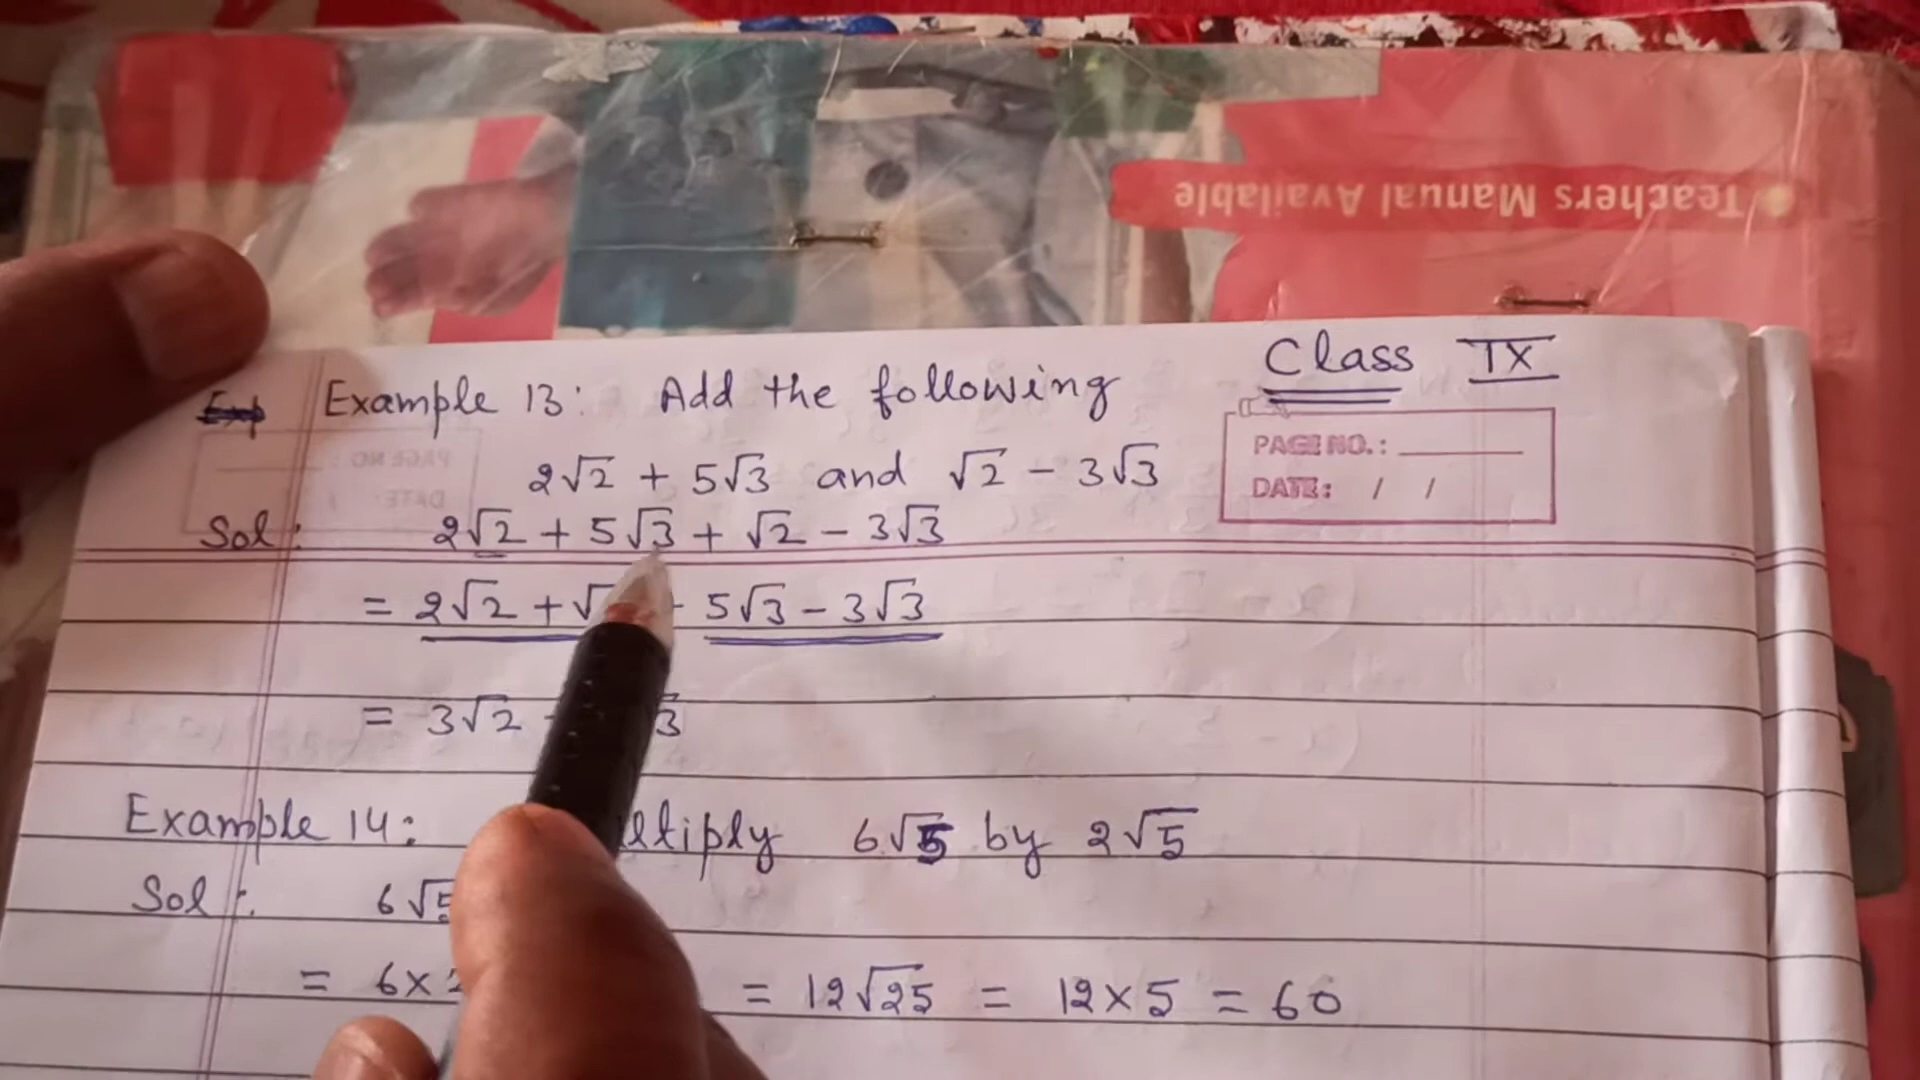 Teachers Manual Available
Class IX
Example 13: Add the following
PAGE NO.:
2√2 + 5√3 and √2 - 3√3
DATE: / /
Sol: 2√2 + 5√3 + √2 - 3√3
= 2√2 + √ 5√3 - 3√3
= 3√2 3
Example 14: 6√5 by 2√5
Sol: 6√5
= 6× = 12√25 = 12×5 = 60